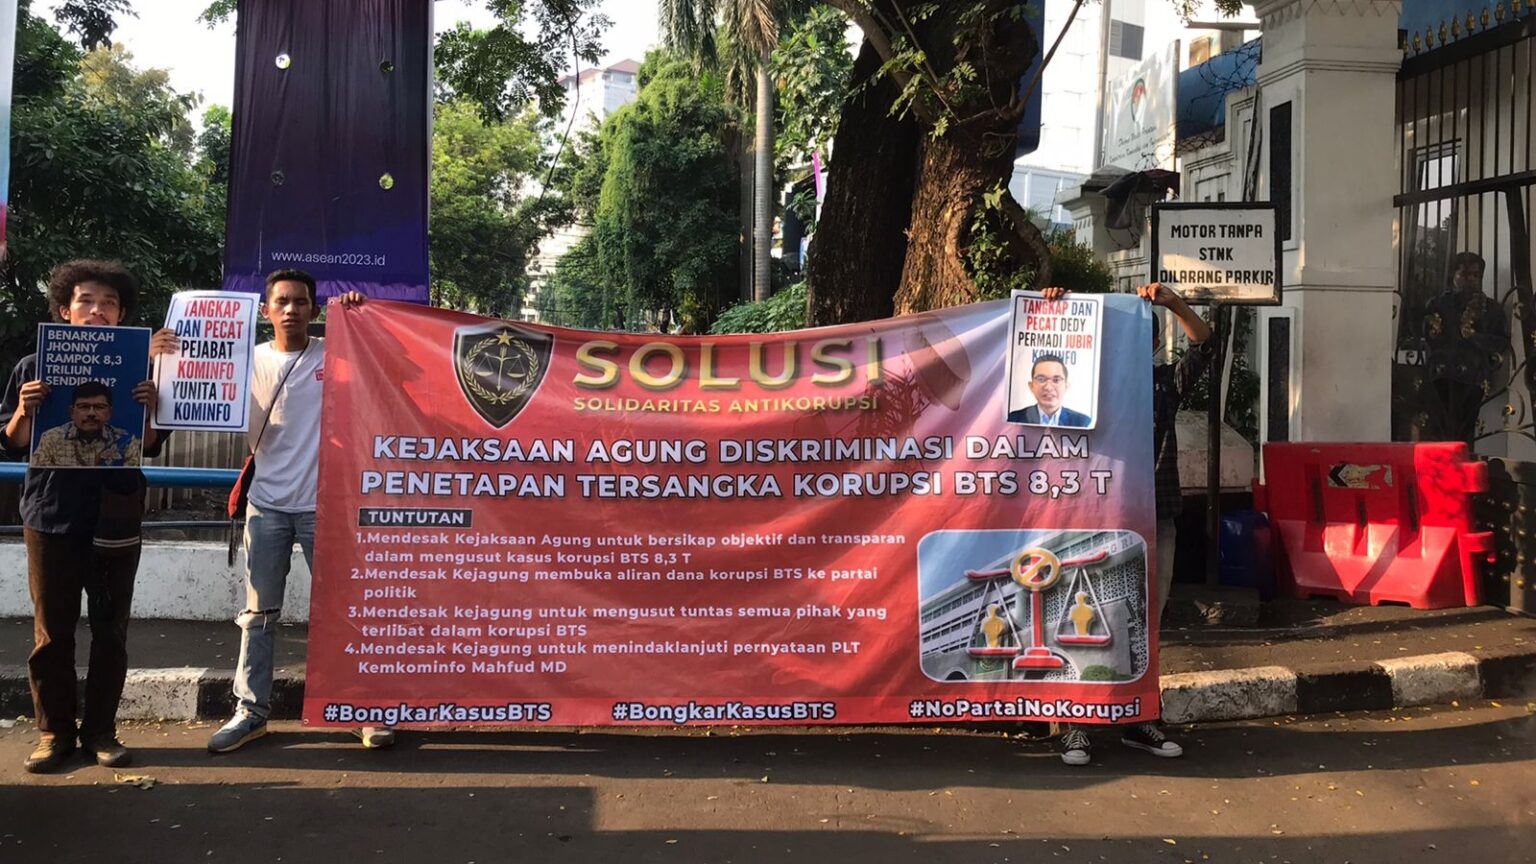 www.asean2023.id
MOTOR TANPA
STNK
DILARANG PARKIR
BENARKAH
JHONNY
RAMPOK 8,3
TRILIUN
SENDIRIAN?
TANGKAP
DAN PECAT
PEJABAT
KOMINFO
YUNITA TU
KOMINFO
SOLUSI
SOLIDARITAS ANTIKORUPSI
TANGKAP DAN
PECAT DEDY
PERMADI JUBIR
KOMINFO
KEJAKSAAN AGUNG DISKRIMINASI DALAM
PENETAPAN TERSANGKA KORUPSI BTS 8,3 T
TUNTUTAN
1.Mendesak Kejaksaan Agung untuk bersikap objektif dan transparan
dalam mengusut kasus korupsi BTS 8,3 T
2.Mendesak Kejagung membuka aliran dana korupsi BTS ke partai
politik
3.Mendesak kejagung untuk mengusut tuntas semua pihak yang
terlibat dalam korupsi BTS
4.Mendesak Kejagung untuk menindaklanjuti pernyataan PLT
Kemkominfo Mahfud MD
#BongkarKasusBTS #BongkarKasusBTS #NoPartaiNoKorupsi